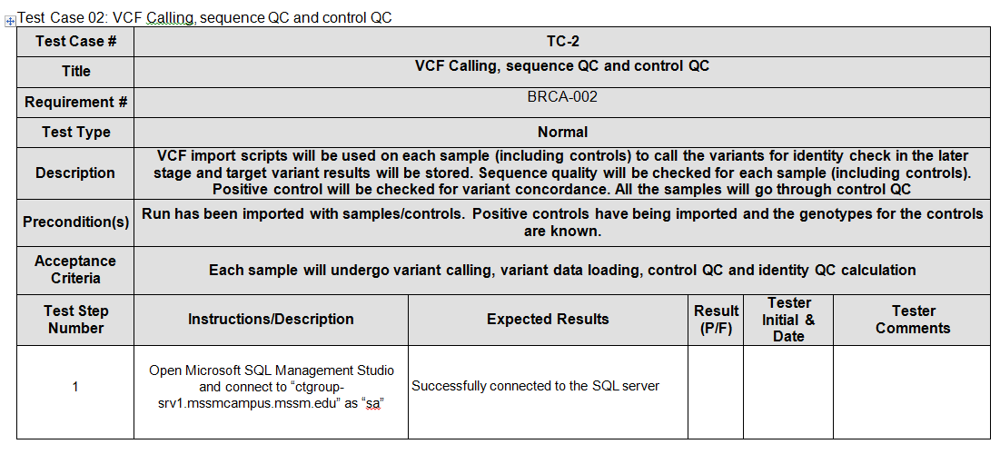 Test Case 02: VCF Calling, sequence QC and control QC
Test Case #
TC-2
Title
VCF Calling, sequence QC and control QC
Requirement #
BRCA-002
Test Type
Normal
Description
VCF import scripts will be used on each sample (including controls) to call the variants for identity check in the later
stage and target variant results will be stored. Sequence quality will be checked for each sample (including controls).
Positive control will be checked for variant concordance. All the samples will go through control QC
Precondition(s)
Run has been imported with samples/controls. Positive controls have being imported and the genotypes for the controls
are known.
Acceptance
Criteria
Each sample will undergo variant calling, variant data loading, control QC and identity QC calculation
Test Step
Number
Instructions/Description
Expected Results
Result
(P/F)
Tester
Initial &
Date
Tester
Comments
1
Open Microsoft SQL Management Studio
and connect to “ctgroup-
srv1.mssmcampus.mssm.edu” as “sa”
Successfully connected to the SQL server